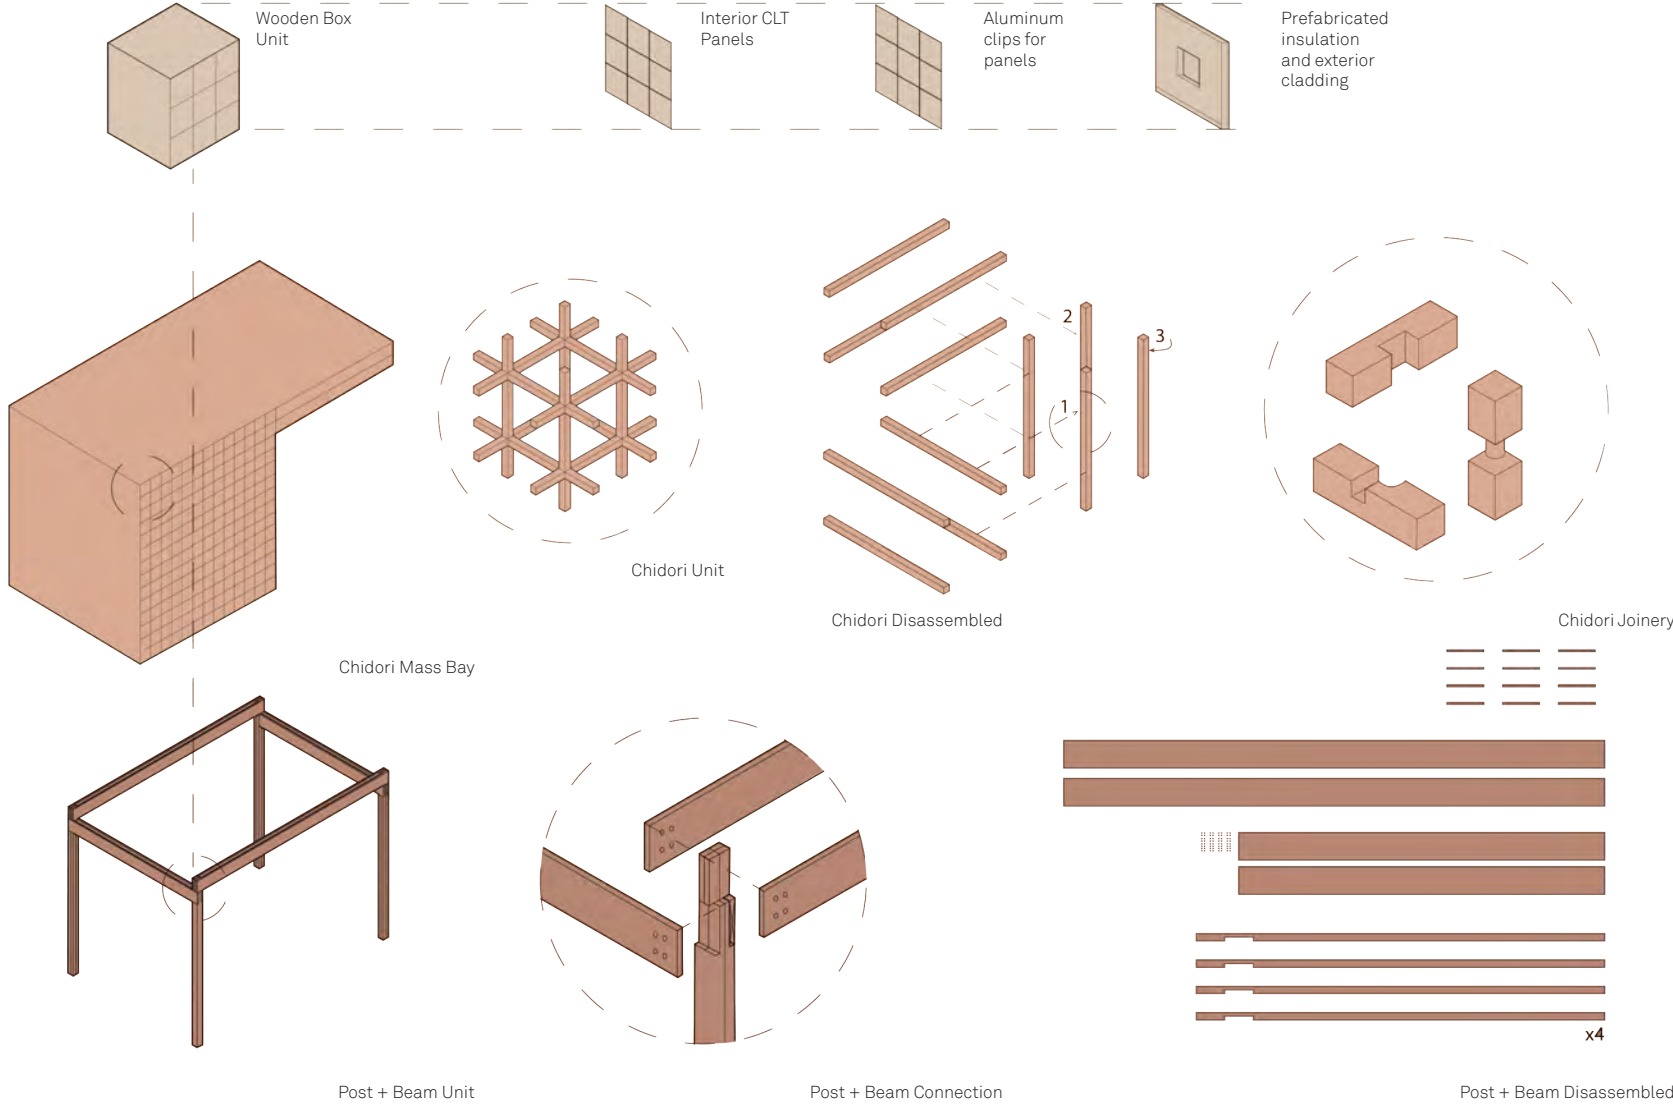 Wooden Box
Unit
Interior CLT
Panels
Aluminum
clips for
panels
Prefabricated
insulation
and exterior
cladding
2
3
1
Chidori Unit
Chidori Disassembled
Chidori Joinery
Chidori Mass Bay
x4
Post + Beam Unit
Post + Beam Connection
Post + Beam Disassembled